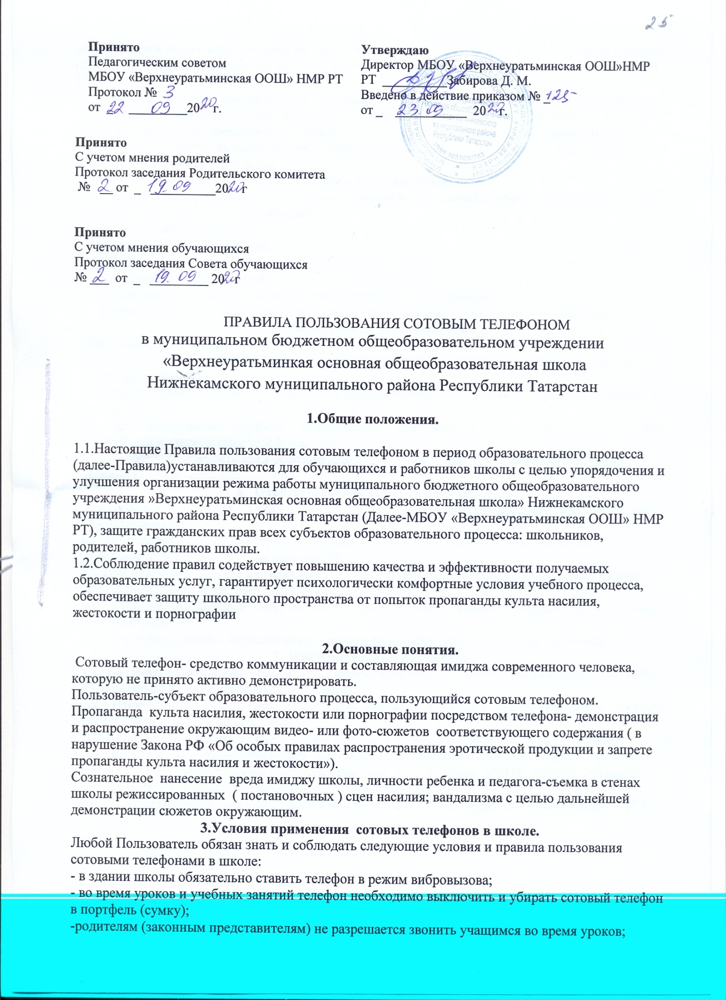 25
Принято
Педагогическим советом
МБОУ «Верхнеуратьминская ООШ» НМР РТ
Протокол № 3
от 22 09 2020 г.
Утверждаю
Директор МБОУ «Верхнеуратьминская ООШ»НМР
РТ __________Забирова Д. М.
Введено в действие приказом № _125
от _ 23 09 2020 г.
основная общеобразовательная
школа Нижнекамского
муниципального района
Республики Татарстан
ИНН 1651030783
Принято
С учетом мнения родителей
Протокол заседания Родительского комитета
№ 2 от _ 19.09 2020 г
Принято
С учетом мнения обучающихся
Протокол заседания Совета обучающихся
№ 2 от _ 19. 09 2020 г
ПРАВИЛА ПОЛЬЗОВАНИЯ СОТОВЫМ ТЕЛЕФОНОМ
в муниципальном бюджетном общеобразовательном учреждении
«Верхнеуратьминкая основная общеобразовательная школа
Нижнекамского муниципального района Республики Татарстан
1.Общие положения.
1.1.Настоящие Правила пользования сотовым телефоном в период образовательного процесса
(далее-Правила)устанавливаются для обучающихся и работников школы с целью упорядочения и
улучшения организации режима работы муниципального бюджетного общеобразовательного
учреждения »Верхнеуратьминская основная общеобразовательная школа» Нижнекамского
муниципального района Республики Татарстан (Далее-МБОУ «Верхнеуратьминская ООШ» НМР
РТ), защите гражданских прав всех субъектов образовательного процесса: школьников,
родителей, работников школы.
1.2.Соблюдение правил содействует повышению качества и эффективности получаемых
образовательных услуг, гарантирует психологически комфортные условия учебного процесса,
обеспечивает защиту школьного пространства от попыток пропаганды культа насилия,
жестокости и порнографии
2.Основные понятия.
Сотовый телефон- средство коммуникации и составляющая имиджа современного человека,
которую не принято активно демонстрировать.
Пользователь-субъект образовательного процесса, пользующийся сотовым телефоном.
Пропаганда культа насилия, жестокости или порнографии посредством телефона- демонстрация
и распространение окружающим видео- или фото-сюжетов соответствующего содержания ( в
нарушение Закона РФ «Об особых правилах распространения эротической продукции и запрете
пропаганды культа насилия и жестокости»).
Сознательное нанесение вреда имиджу школы, личности ребенка и педагога-съемка в стенах
школы режиссированных ( постановочных ) сцен насилия; вандализма с целью дальнейшей
демонстрации сюжетов окружающим.
3.Условия применения сотовых телефонов в школе.
Любой Пользователь обязан знать и соблюдать следующие условия и правила пользования
сотовыми телефонами в школе:
- в здании школы обязательно ставить телефон в режим вибровызова;
- во время уроков и учебных занятий телефон необходимо выключить и убирать сотовый телефон
в портфель (сумку);
-родителям (законным представителям) не разрешается звонить учащимся во время уроков;